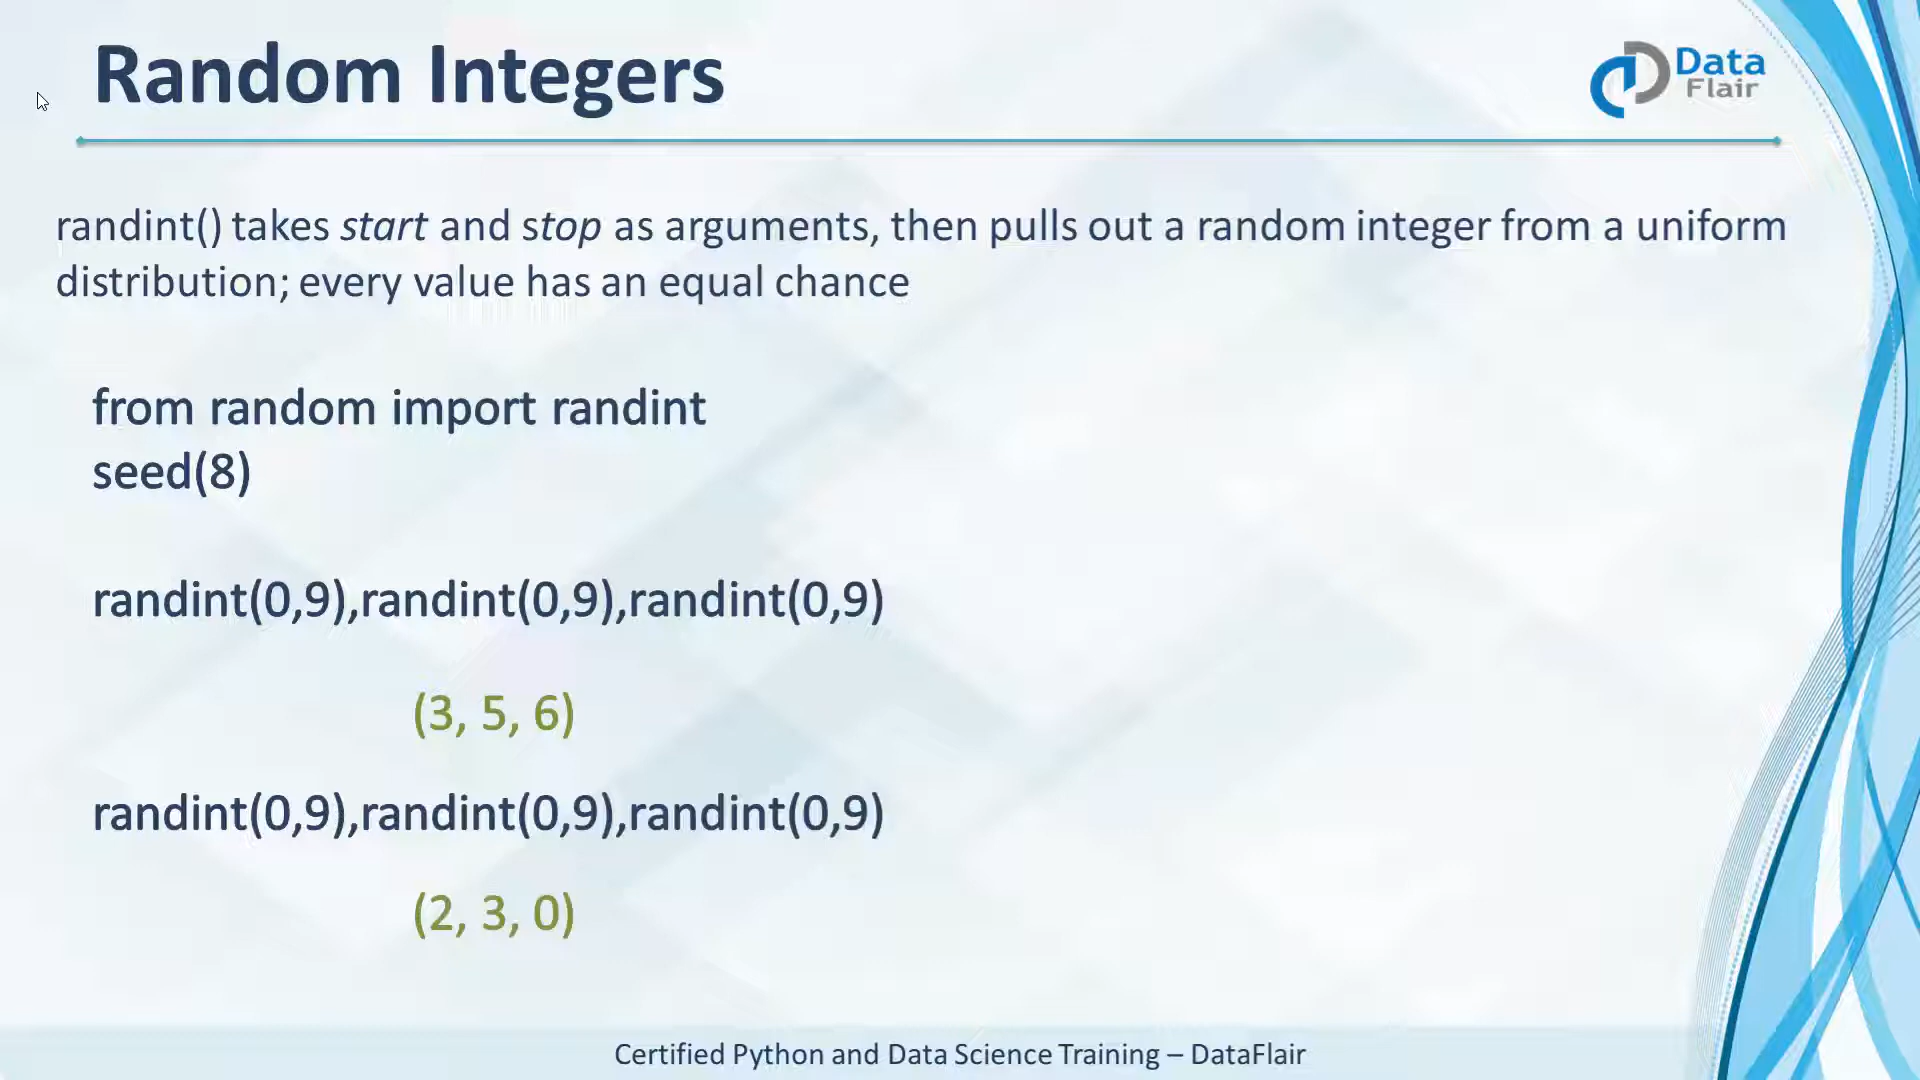 Random Integers
Data
Flair
randint() takes start and stop as arguments, then pulls out a random integer from a uniform
distribution; every value has an equal chance
from random import randint
seed(8)
randint(0,9),randint(0,9),randint(0,9)
(3, 5, 6)
randint(0,9),randint(0,9),randint(0,9)
(2, 3, 0)
Certified Python and Data Science Training – DataFlair